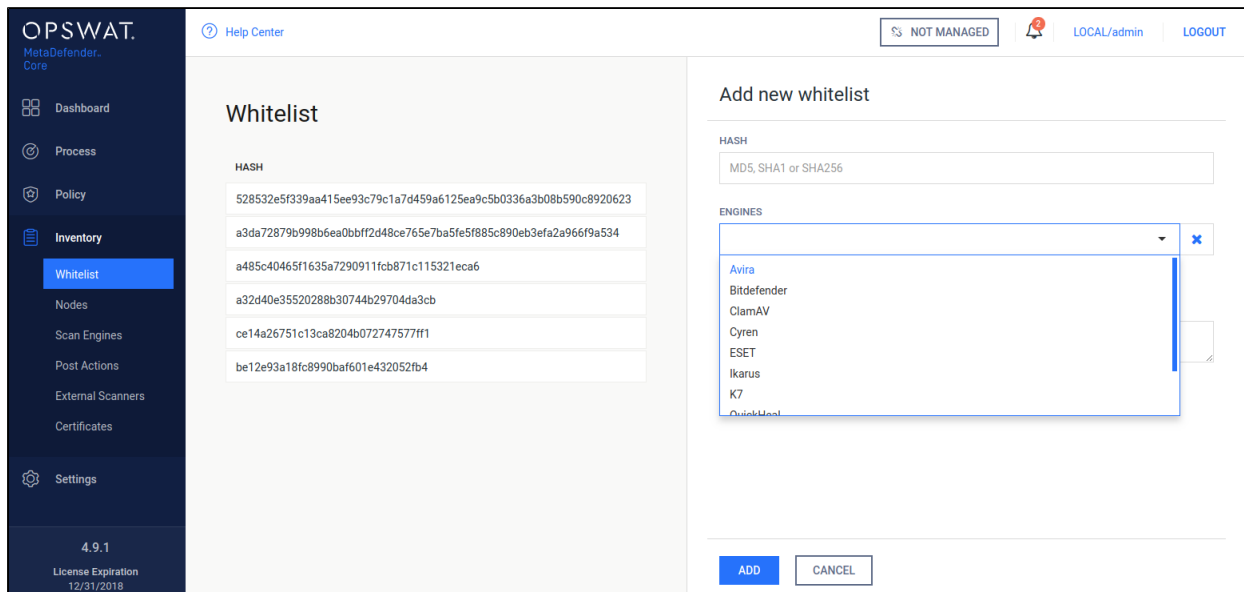 OPSWAT.
MetaDefender™
Core
Dashboard
Process
Policy
Inventory
Whitelist
Nodes
Scan Engines
Post Actions
External Scanners
Certificates
Settings
4.9.1
License Expiration
12/31/2018
? Help Center
NOT MANAGED
2
LOCAL/admin
LOGOUT
Whitelist
HASH
528532e5f339aa415ee93c79c1a7d459a6125ea9c5b0336a3b08b590c8920623
a3da72879b998b6ea0bbff2d48ce765e7ba5fe5f885c890eb3efa2a966f9a534
a485c40465f1635a7290911fcb871c115321eca6
a32d40e35520288b30744b29704da3cb
ce14a26751c13ca8204b072747577ff1
be12e93a18fc8990baf601e432052fb4
Add new whitelist
HASH
MD5, SHA1 or SHA256
ENGINES
Avira
Bitdefender
ClamAV
Cyren
ESET
Ikarus
K7
QuickHeal
ADD
CANCEL